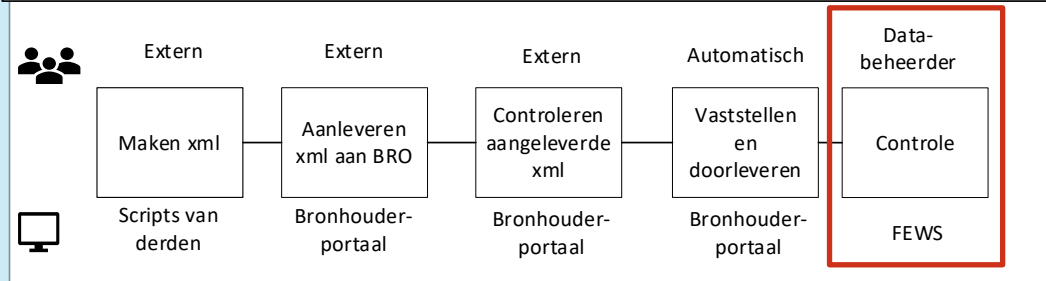 Extern
Extern
Extern
Automatisch
Data-
beheerder
Maken xml
Aanleveren
xml aan BRO
Controleren
aangeleverde
xml
Vaststellen
en
doorleveren
Controle
Scripts van
derden
Bronhouder-
portaal
Bronhouder-
portaal
Bronhouder-
portaal
FEWS